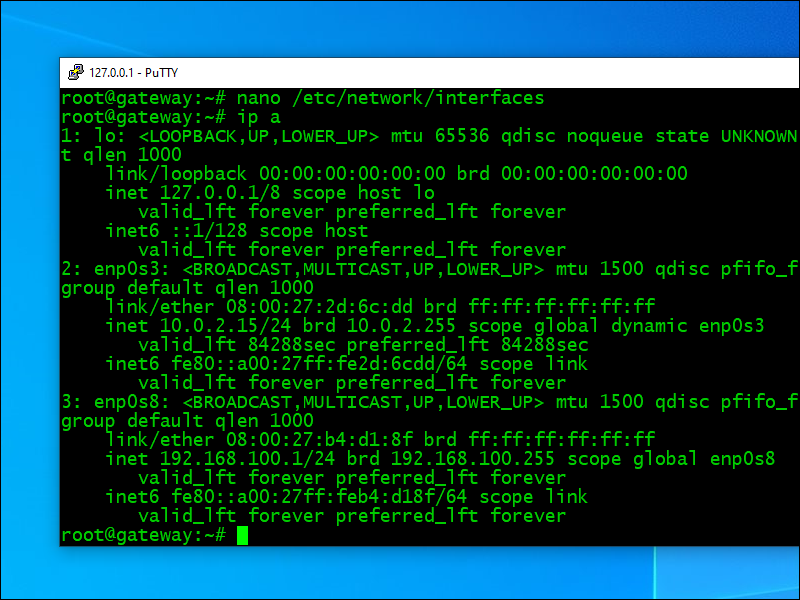 127.0.0.1 - PuTTY
root@gateway:~# nano /etc/network/interfaces
root@gateway:~# ip a
1: lo: <LOOPBACK,UP,LOWER_UP> mtu 65536 qdisc noqueue state UNKNOWN
t qlen 1000
    link/loopback 00:00:00:00:00:00 brd 00:00:00:00:00:00
    inet 127.0.0.1/8 scope host lo
       valid_lft forever preferred_lft forever
    inet6 ::1/128 scope host
       valid_lft forever preferred_lft forever
2: enp0s3: <BROADCAST,MULTICAST,UP,LOWER_UP> mtu 1500 qdisc pfifo_f
group default qlen 1000
    link/ether 08:00:27:2d:6c:dd brd ff:ff:ff:ff:ff:ff
    inet 10.0.2.15/24 brd 10.0.2.255 scope global dynamic enp0s3
       valid_lft 84288sec preferred_lft 84288sec
    inet6 fe80::a00:27ff:fe2d:6cdd/64 scope link
       valid_lft forever preferred_lft forever
3: enp0s8: <BROADCAST,MULTICAST,UP,LOWER_UP> mtu 1500 qdisc pfifo_f
group default qlen 1000
    link/ether 08:00:27:b4:d1:8f brd ff:ff:ff:ff:ff:ff
    inet 192.168.100.1/24 brd 192.168.100.255 scope global enp0s8
       valid_lft forever preferred_lft forever
    inet6 fe80::a00:27ff:feb4:d18f/64 scope link
       valid_lft forever preferred_lft forever
root@gateway:~#